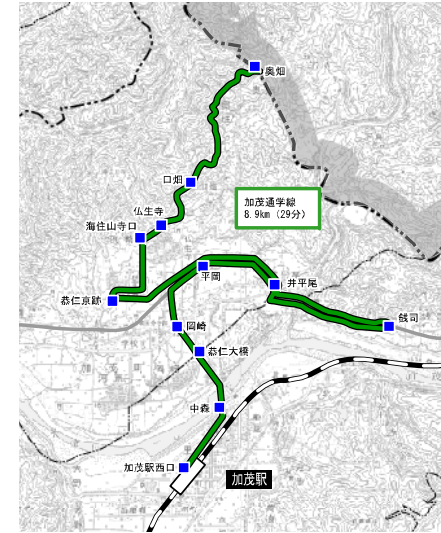 奥畑
口畑
加茂通学線
8.9km（29分）
仏生寺
海住山寺口
平岡
井平尾
恭仁京跡
銭司
岡崎
恭仁大橋
中森
加茂駅西口
加茂駅